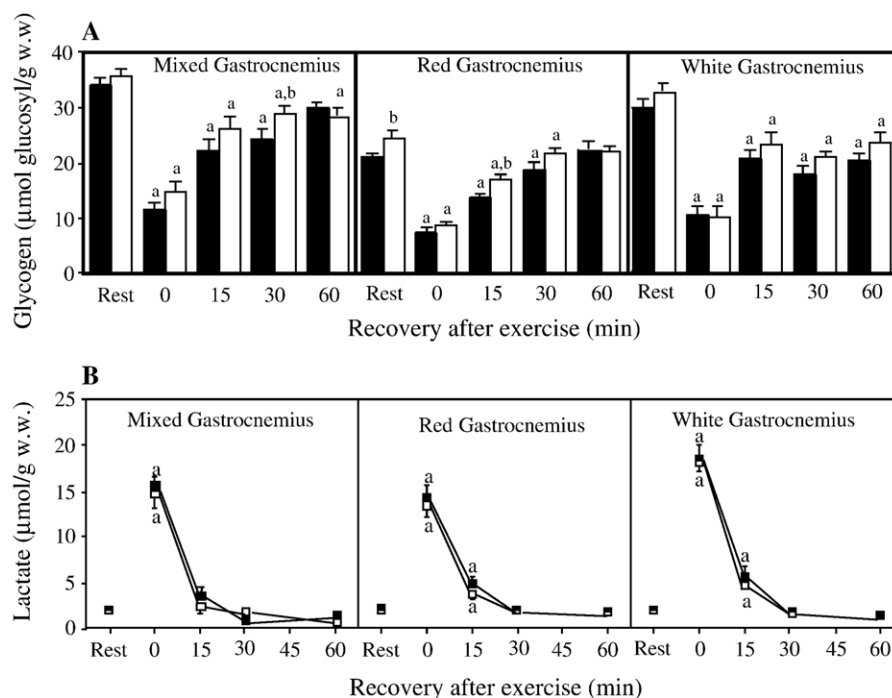 A
Glycogen (µmol glucosyl/g w.w)
40
30
20
10
0
Mixed Gastrocnemius
Red Gastrocnemius
White Gastrocnemius
a a a a a a,b a
b a a a a,b a a
a a a a a a a a
Rest 0 15 30 60 Rest 0 15 30 60 Rest 0 15 30 60
Recovery after exercise (min)
B
Lactate (µmol/g w.w.)
25
20
15
10
5
0
Mixed Gastrocnemius
Red Gastrocnemius
White Gastrocnemius
a
a
a
a
a
a
a
a
a
a
Rest 0 15 30 45 60 Rest 0 15 30 45 60 Rest 0 15 30 45 60
Recovery after exercise (min)